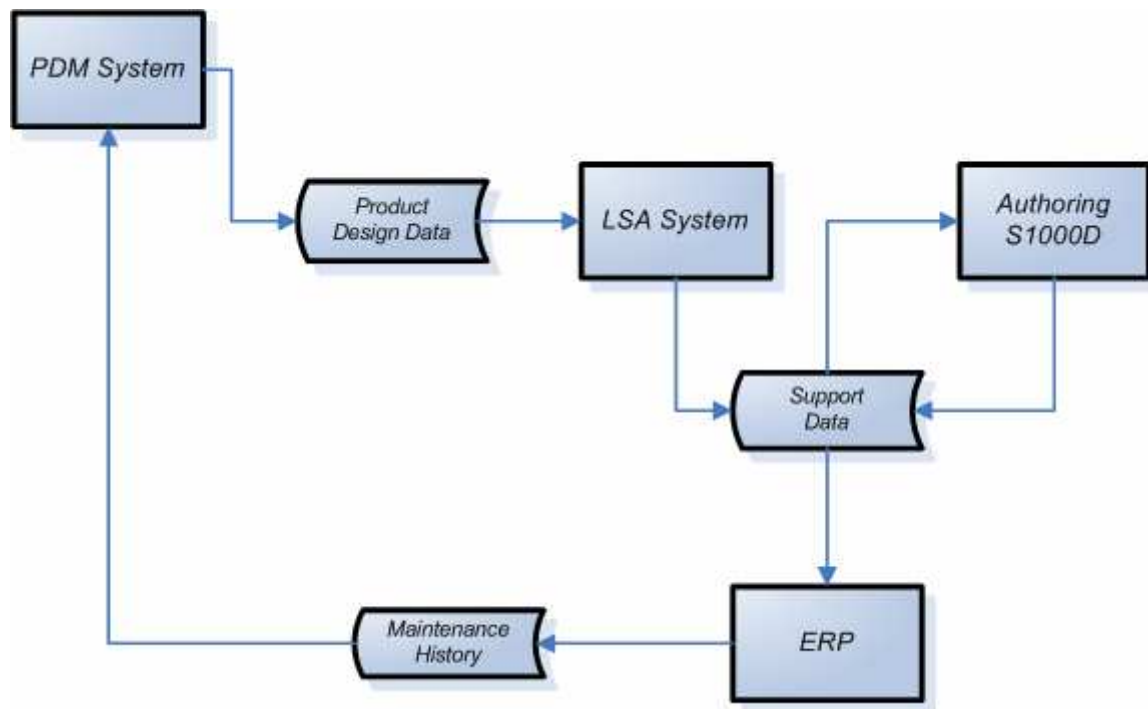 PDM System
Product
Design Data
LSA System
Authoring
S1000D
Support
Data
Maintenance
History
ERP